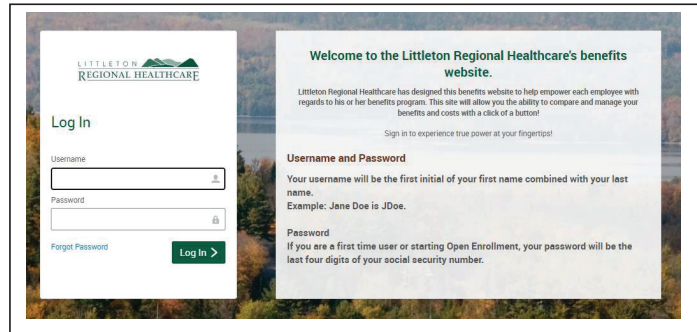 LITTLETON
REGIONAL HEALTHCARE
Log In
Username
Password
Forgot Password
Log In >
Welcome to the Littleton Regional Healthcare's benefits
website.
Littleton Regional Healthcare has designed this benefits website to help empower each employee with
regards to his or her benefits program. This site will allow you the ability to compare and manage your
benefits and costs with a click of a button!
Sign in to experience true power at your fingertips!
Username and Password
Your username will be the first initial of your first name combined with your last
name.
Example: Jane Doe is JDoe.
Password
If you are a first time user or starting Open Enrollment, your password will be the
last four digits of your social security number.